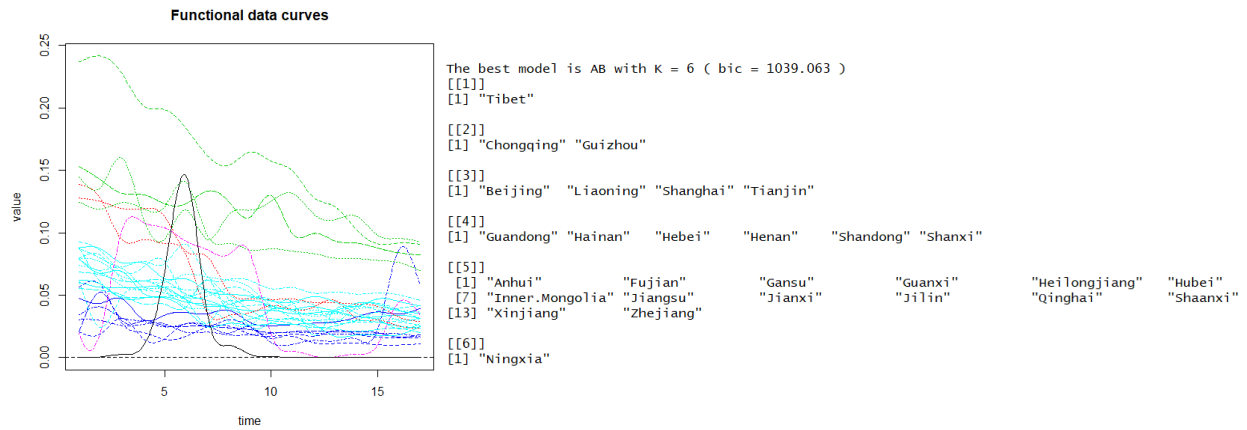 Functional data curves
0.25
0.20
0.15
0.10
0.05
0.00
value
5
10
15
time
The best model is AB with K = 6 ( bic = 1039.063 )
[[1]]
[1] "Tibet"
[[2]]
[1] "Chongqing" "Guizhou"
[[3]]
[1] "Beijing" "Liaoning" "Shanghai" "Tianjin"
[[4]]
[1] "Guandong" "Hainan" "Hebei" "Henan" "Shandong" "Shanxi"
[[5]]
[1] "Anhui" "Fujian" "Gansu" "Guanxi" "Heilongjiang" "Hubei"
[7] "Inner.Mongolia" "Jiangsu" "Jianxi" "Jilin" "Qinghai" "Shaanxi"
[13] "Xinjiang" "Zhejiang"
[[6]]
[1] "Ningxia"